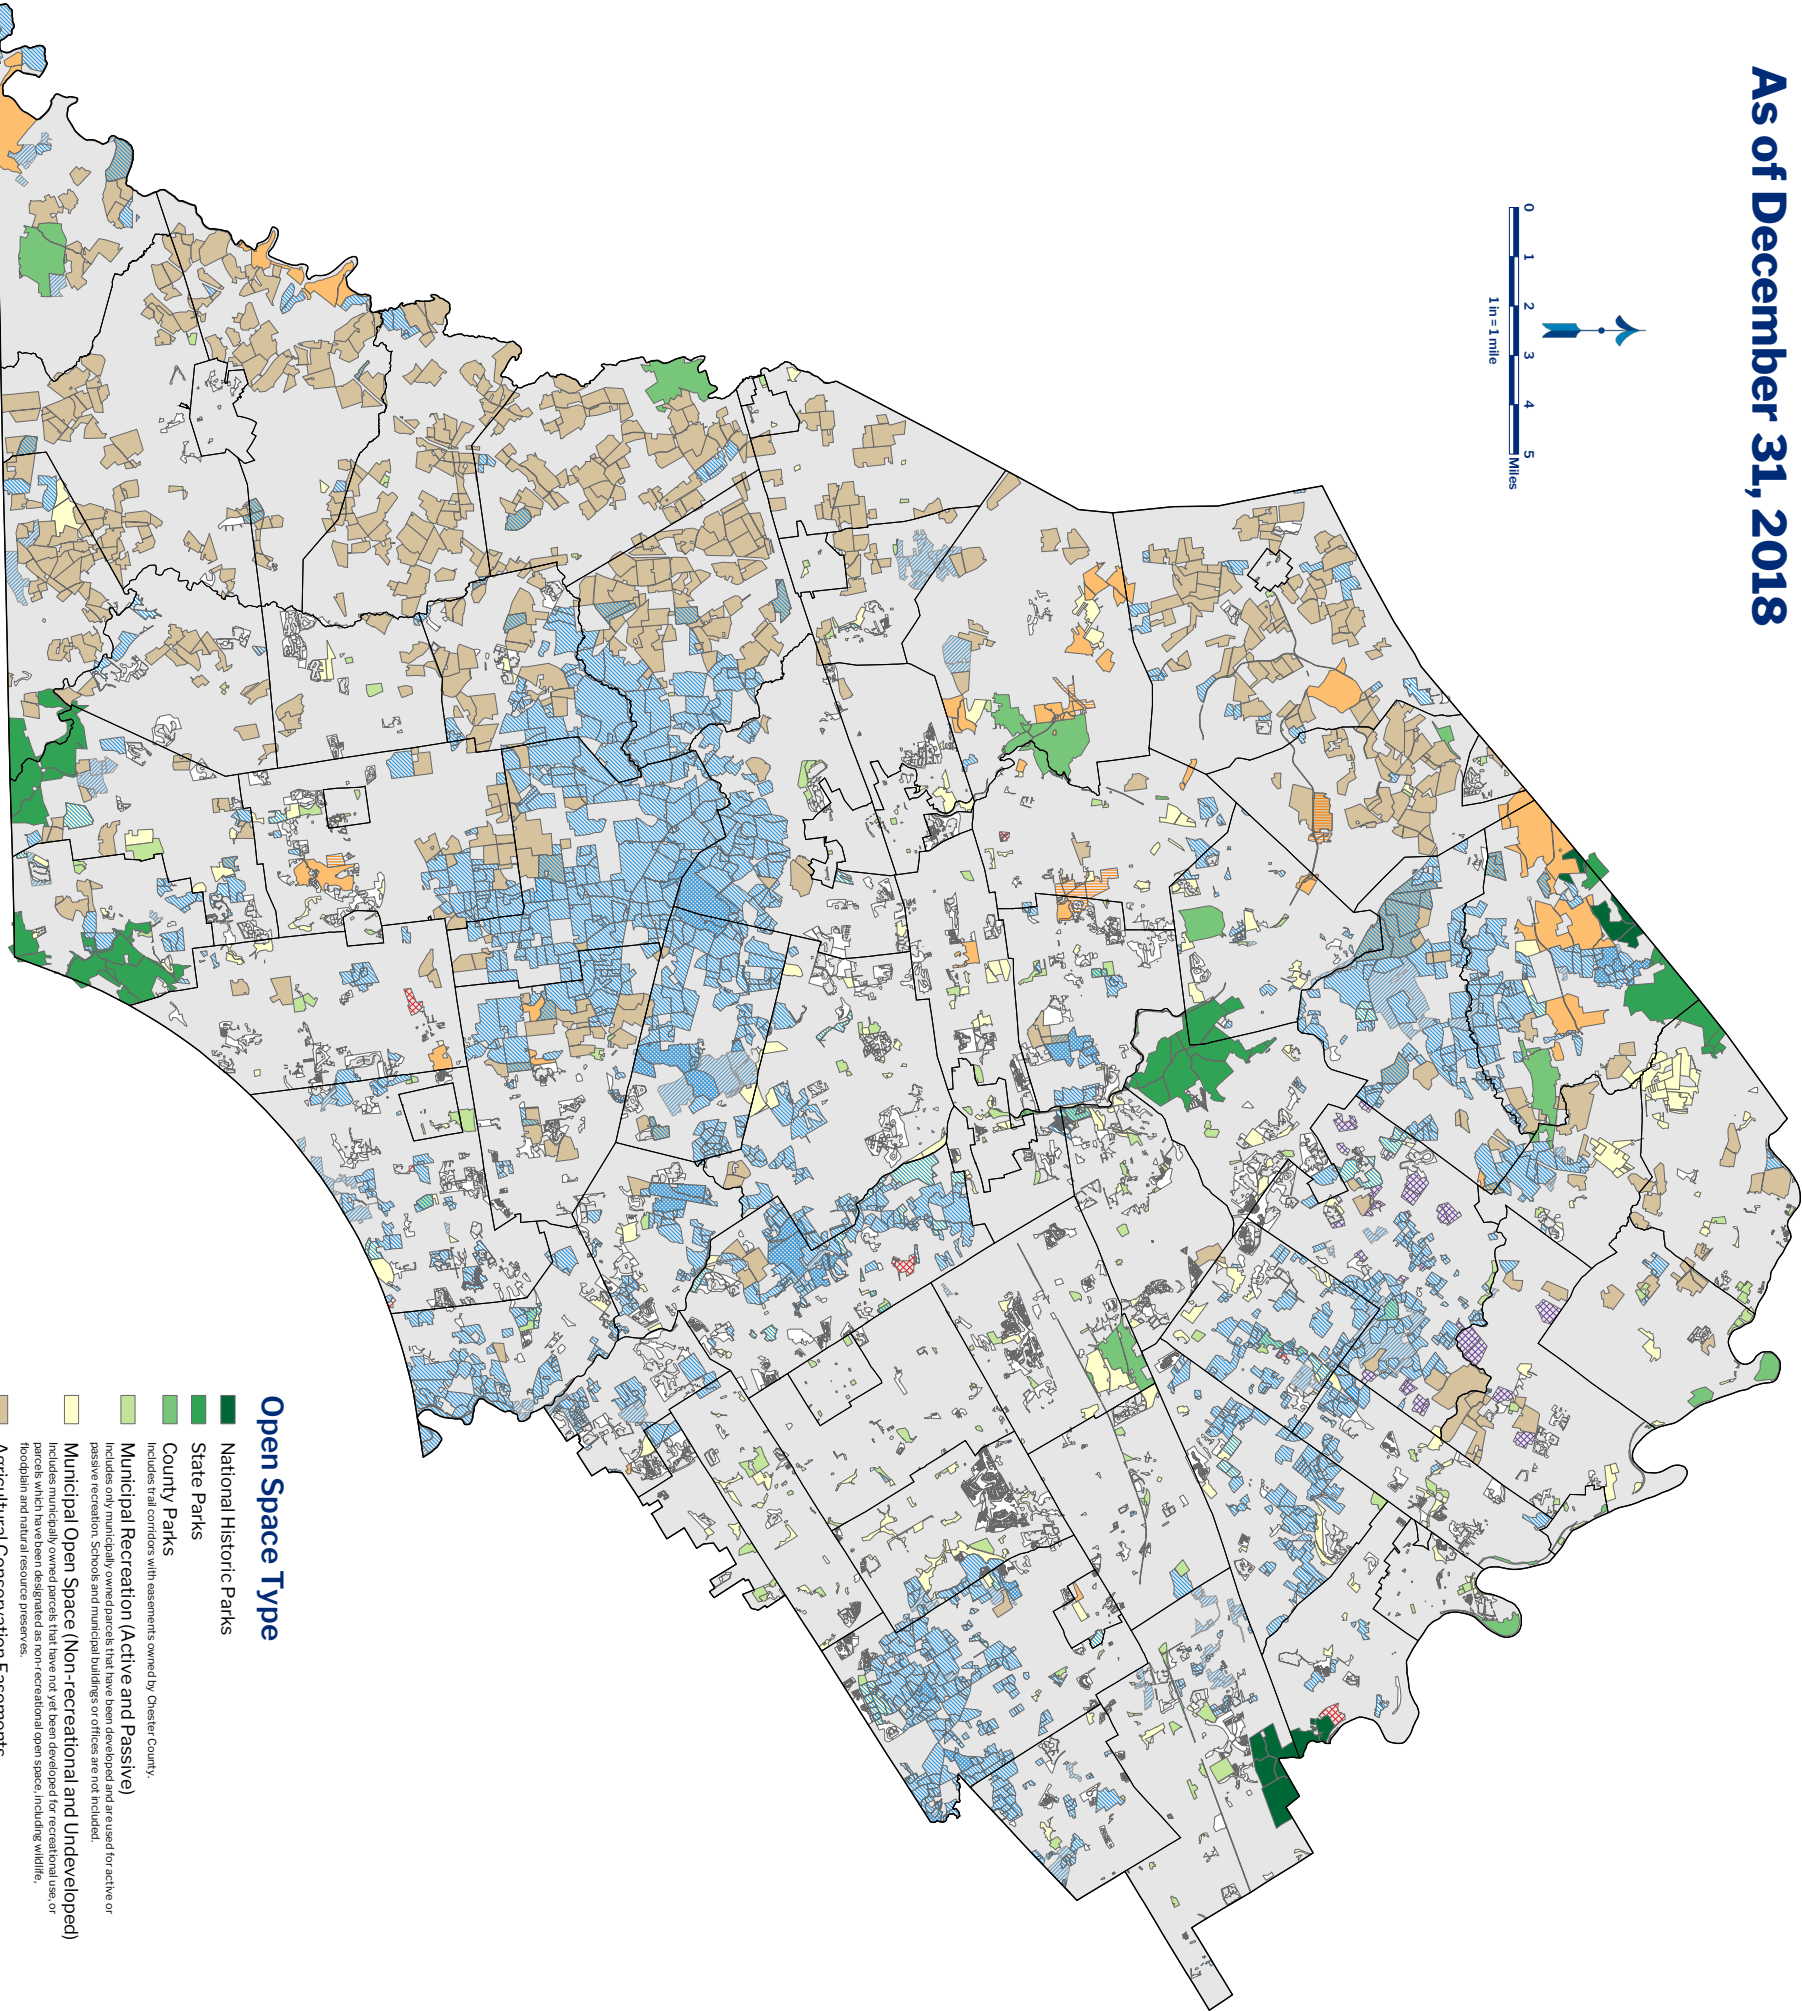 As of December 31, 2018
0 1 2 3 4 5
Miles
1 in = 1 mile
Open Space Type
National Historic Parks
State Parks
County Parks
Includes trail corridors with easements owned by Chester County.
Municipal Recreation (Active and Passive)
Includes only municipally owned parcels that have been developed and are used for active or
passive recreation. Schools and municipal buildings or offices are not included.
Municipal Open Space (Non-recreational and Undeveloped)
Includes municipally owned parcels that have not yet been developed for recreational use, or
parcels which have been designated as non-recreational open space, including wildlife,
floodplain and natural resource preserves.
Agricultural Conservation Easements